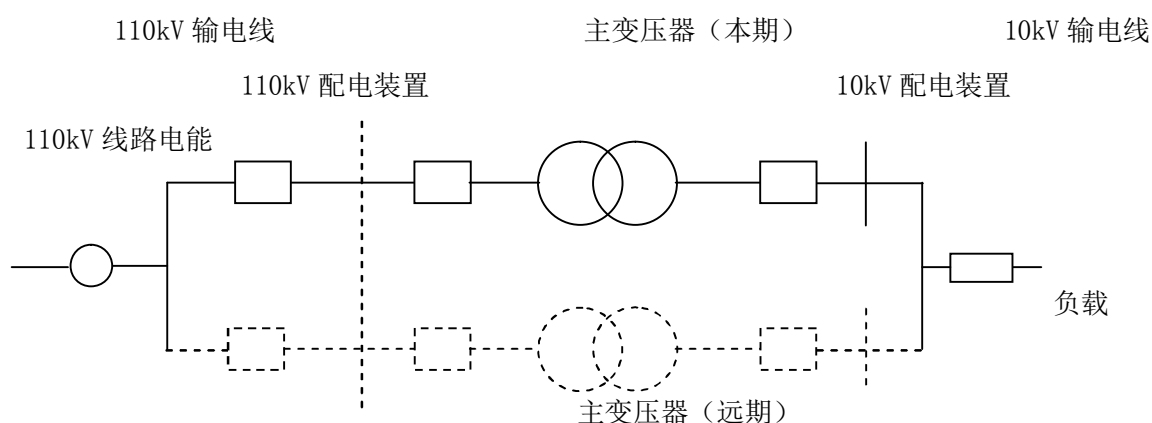 110kV 输电线
主变压器（本期）
10kV 输电线
110kV 配电装置
10kV 配电装置
110kV 线路电能
负载
主变压器（远期）